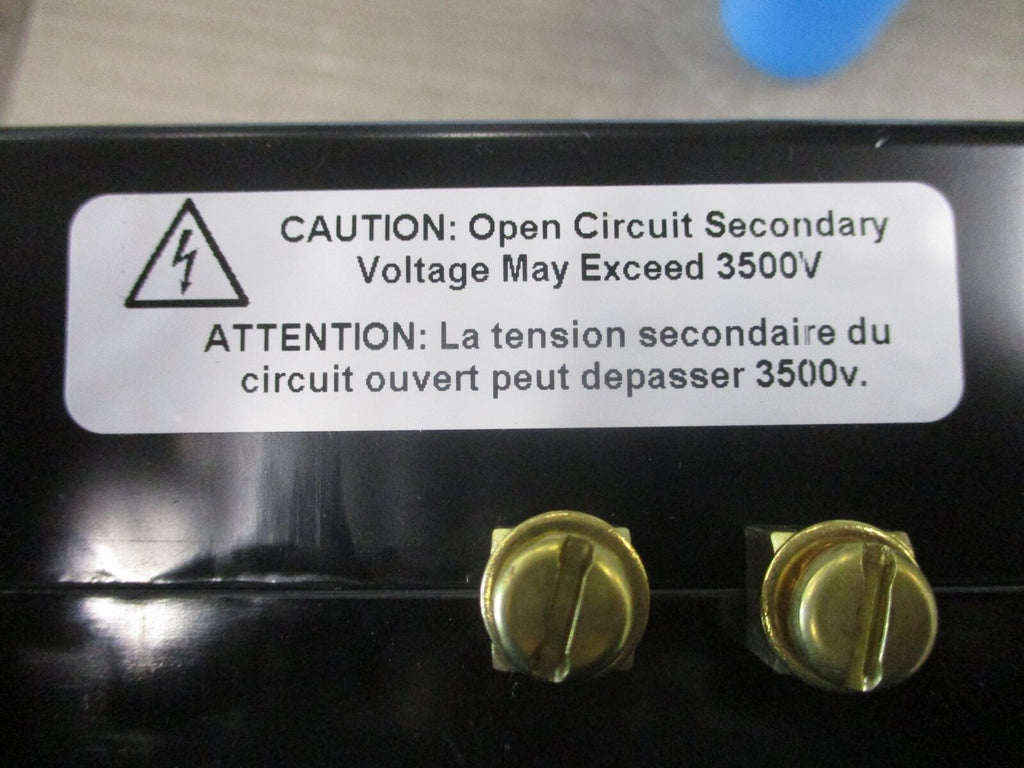 CAUTION: Open Circuit Secondary
Voltage May Exceed 3500V
ATTENTION: La tension secondaire du
circuit ouvert peut depasser 3500v.